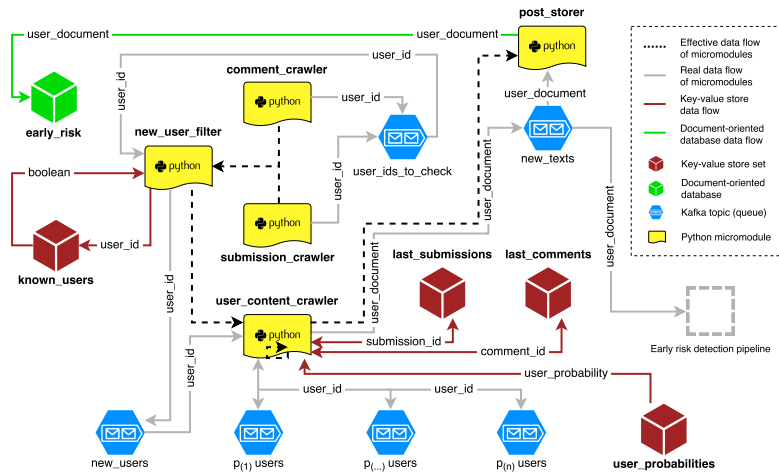 post_storer
user_document
user_document
python
user_id
comment_crawler
user_id
python
user_id
user_document
early_risk
new_user_filter
python
user_ids_to_check
new_texts
boolean
user_id
python
user_id
user_document
user_document
known_users
submission_crawler
user_document
last_submissions
last_comments
user_id
user_content_crawler
python
submission_id
comment_id
user_id
user_probability
user_id
user_id
new_users
p(1) users
p(...) users
p(n) users
user_probabilities
Early risk detection pipeline
Effective data flow
of micromodules
Real data flow
of micromodules
Key-value store
data flow
Document-oriented
database data flow
Key-value store set
Document-oriented
database
Kafka topic (queue)
Python micromodule